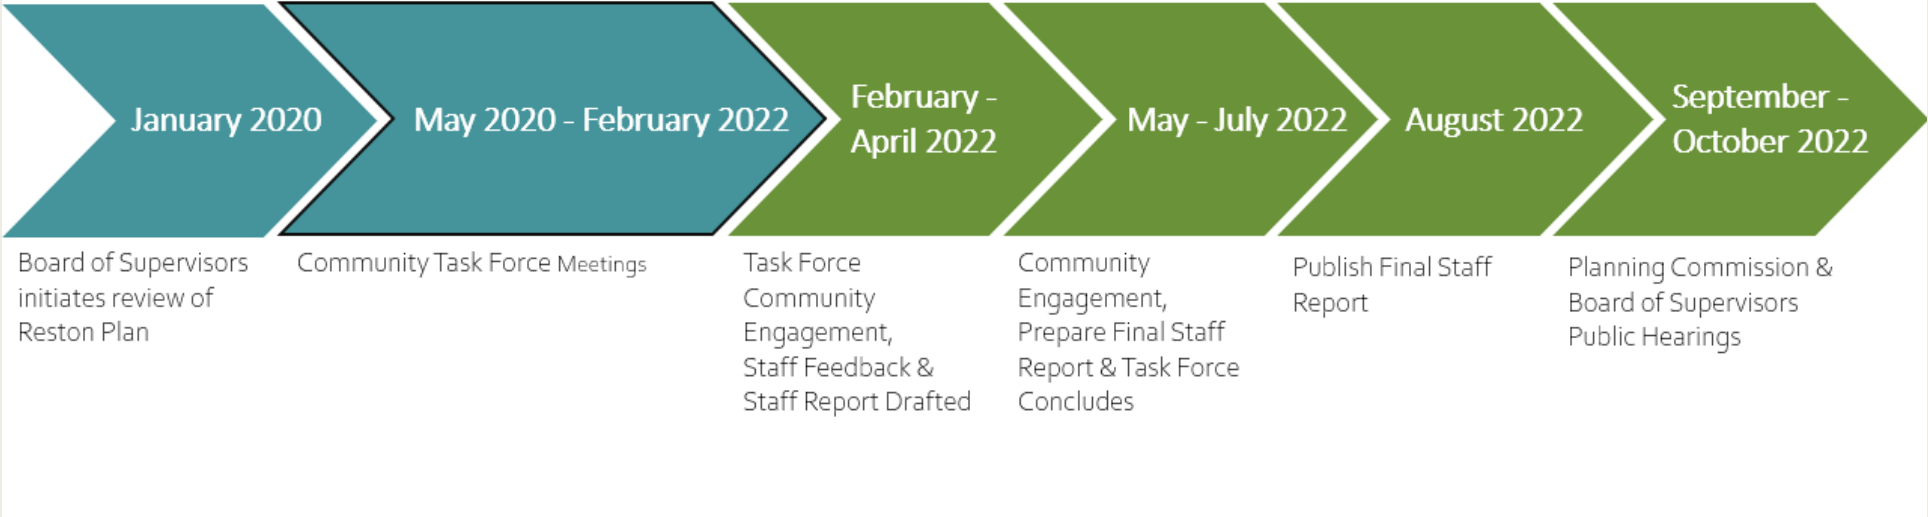 January 2020
Board of Supervisors
initiates review of
Reston Plan
May 2020 - February 2022
Community Task Force Meetings
February -
April 2022
Task Force
Community
Engagement,
Staff Feedback &
Staff Report Drafted
May - July 2022
Community
Engagement,
Prepare Final Staff
Report & Task Force
Concludes
August 2022
Publish Final Staff
Report
September -
October 2022
Planning Commission &
Board of Supervisors
Public Hearings